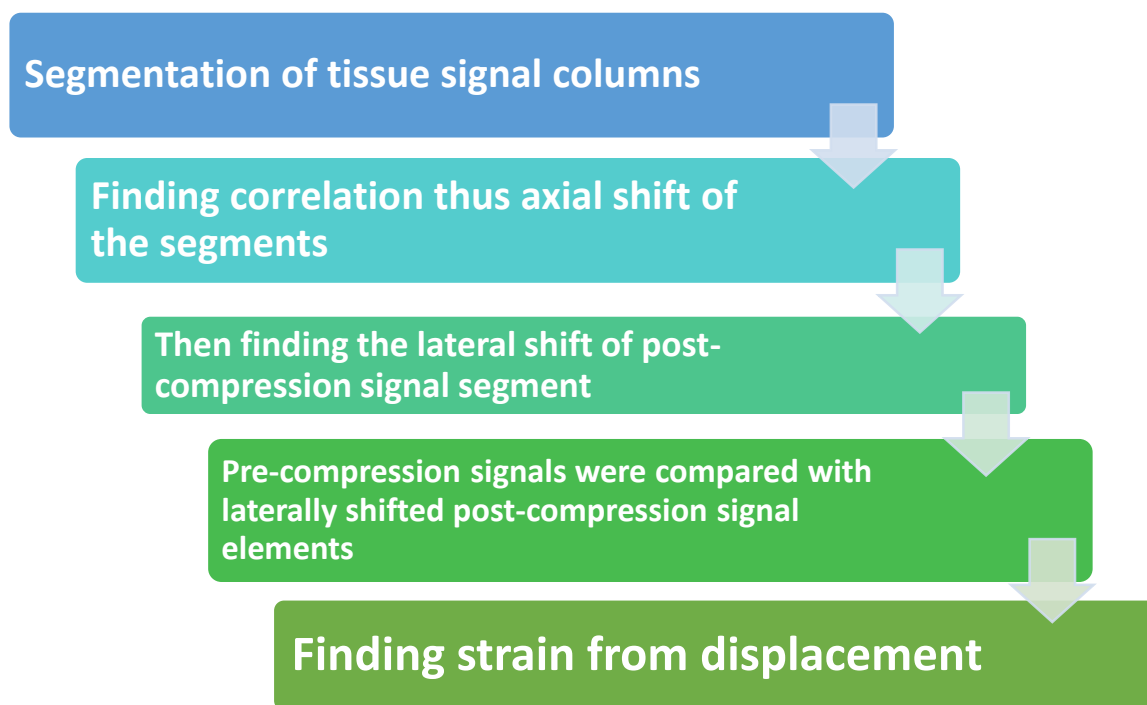 Segmentation of tissue signal columns
Finding correlation thus axial shift of
the segments
Then finding the lateral shift of post-
compression signal segment
Pre-compression signals were compared with
laterally shifted post-compression signal
elements
Finding strain from displacement